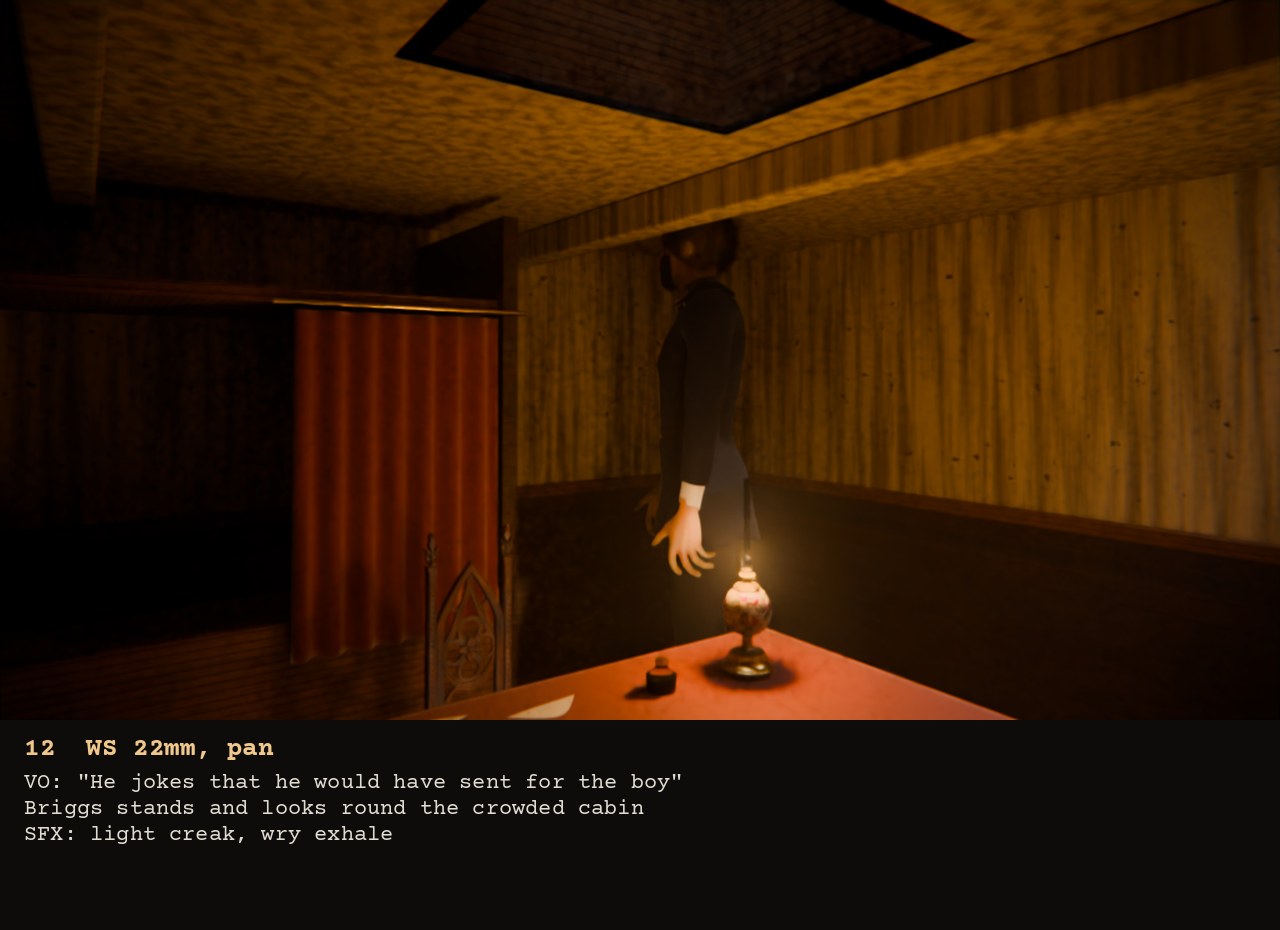 12  WS 22mm, pan
VO: "He jokes that he would have sent for the boy"
Briggs stands and looks round the crowded cabin
SFX: light creak, wry exhale